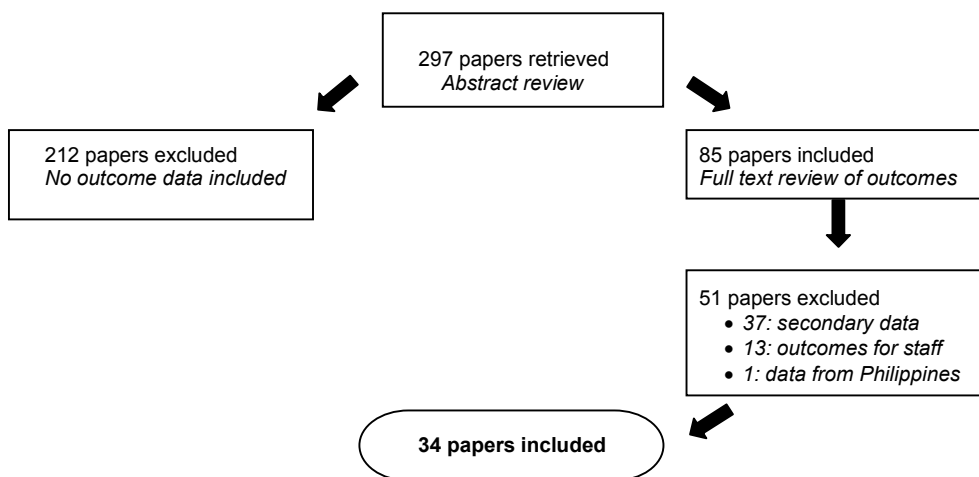 297 papers retrieved
Abstract review
212 papers excluded
No outcome data included
85 papers included
Full text review of outcomes
51 papers excluded
• 37: secondary data
• 13: outcomes for staff
• 1: data from Philippines
34 papers included